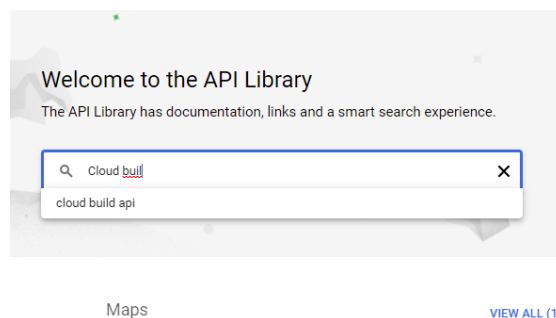 Welcome to the API Library
The API Library has documentation, links and a smart search experience.
Cloud buil
cloud build api
Maps
VIEW ALL (1